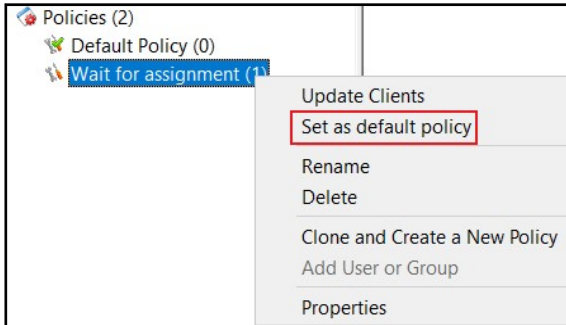 Policies (2)
Default Policy (0)
Wait for assignment (1)
Update Clients
Set as default policy
Rename
Delete
Clone and Create a New Policy
Add User or Group
Properties